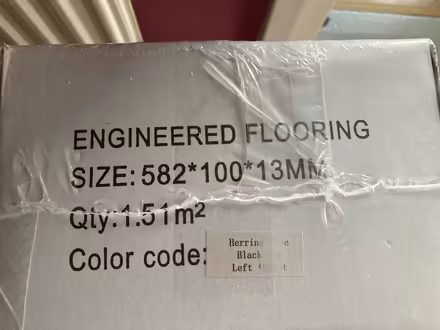 ENGINEERED FLOORING
SIZE: 582*100*13MM
Qty:1.51m²
Color code:
Black
Left